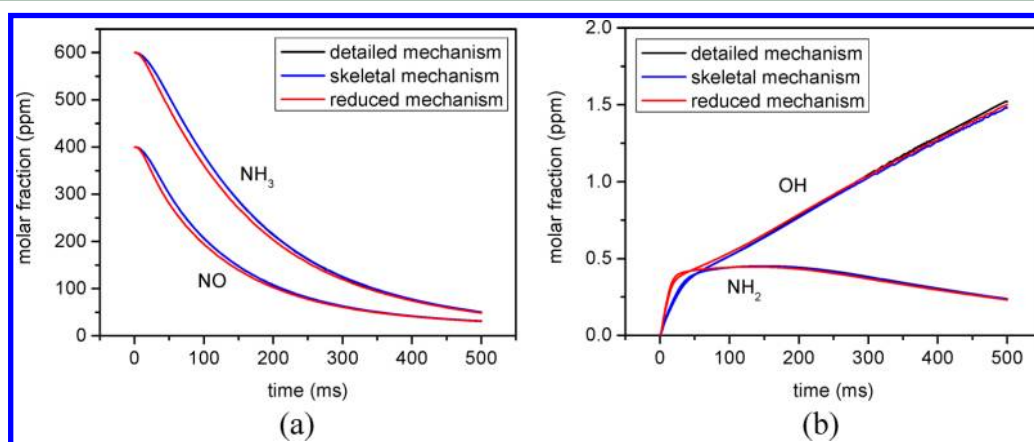 600
500
400
300
200
100
0
molar fraction (ppm)
detailed mechanism
skeletal mechanism
reduced mechanism
NH₃
NO
0 100 200 300 400 500
time (ms)
(a)
2.0
1.5
1.0
0.5
0.0
molar fraction (ppm)
detailed mechanism
skeletal mechanism
reduced mechanism
OH
NH₂
0 100 200 300 400 500
time (ms)
(b)